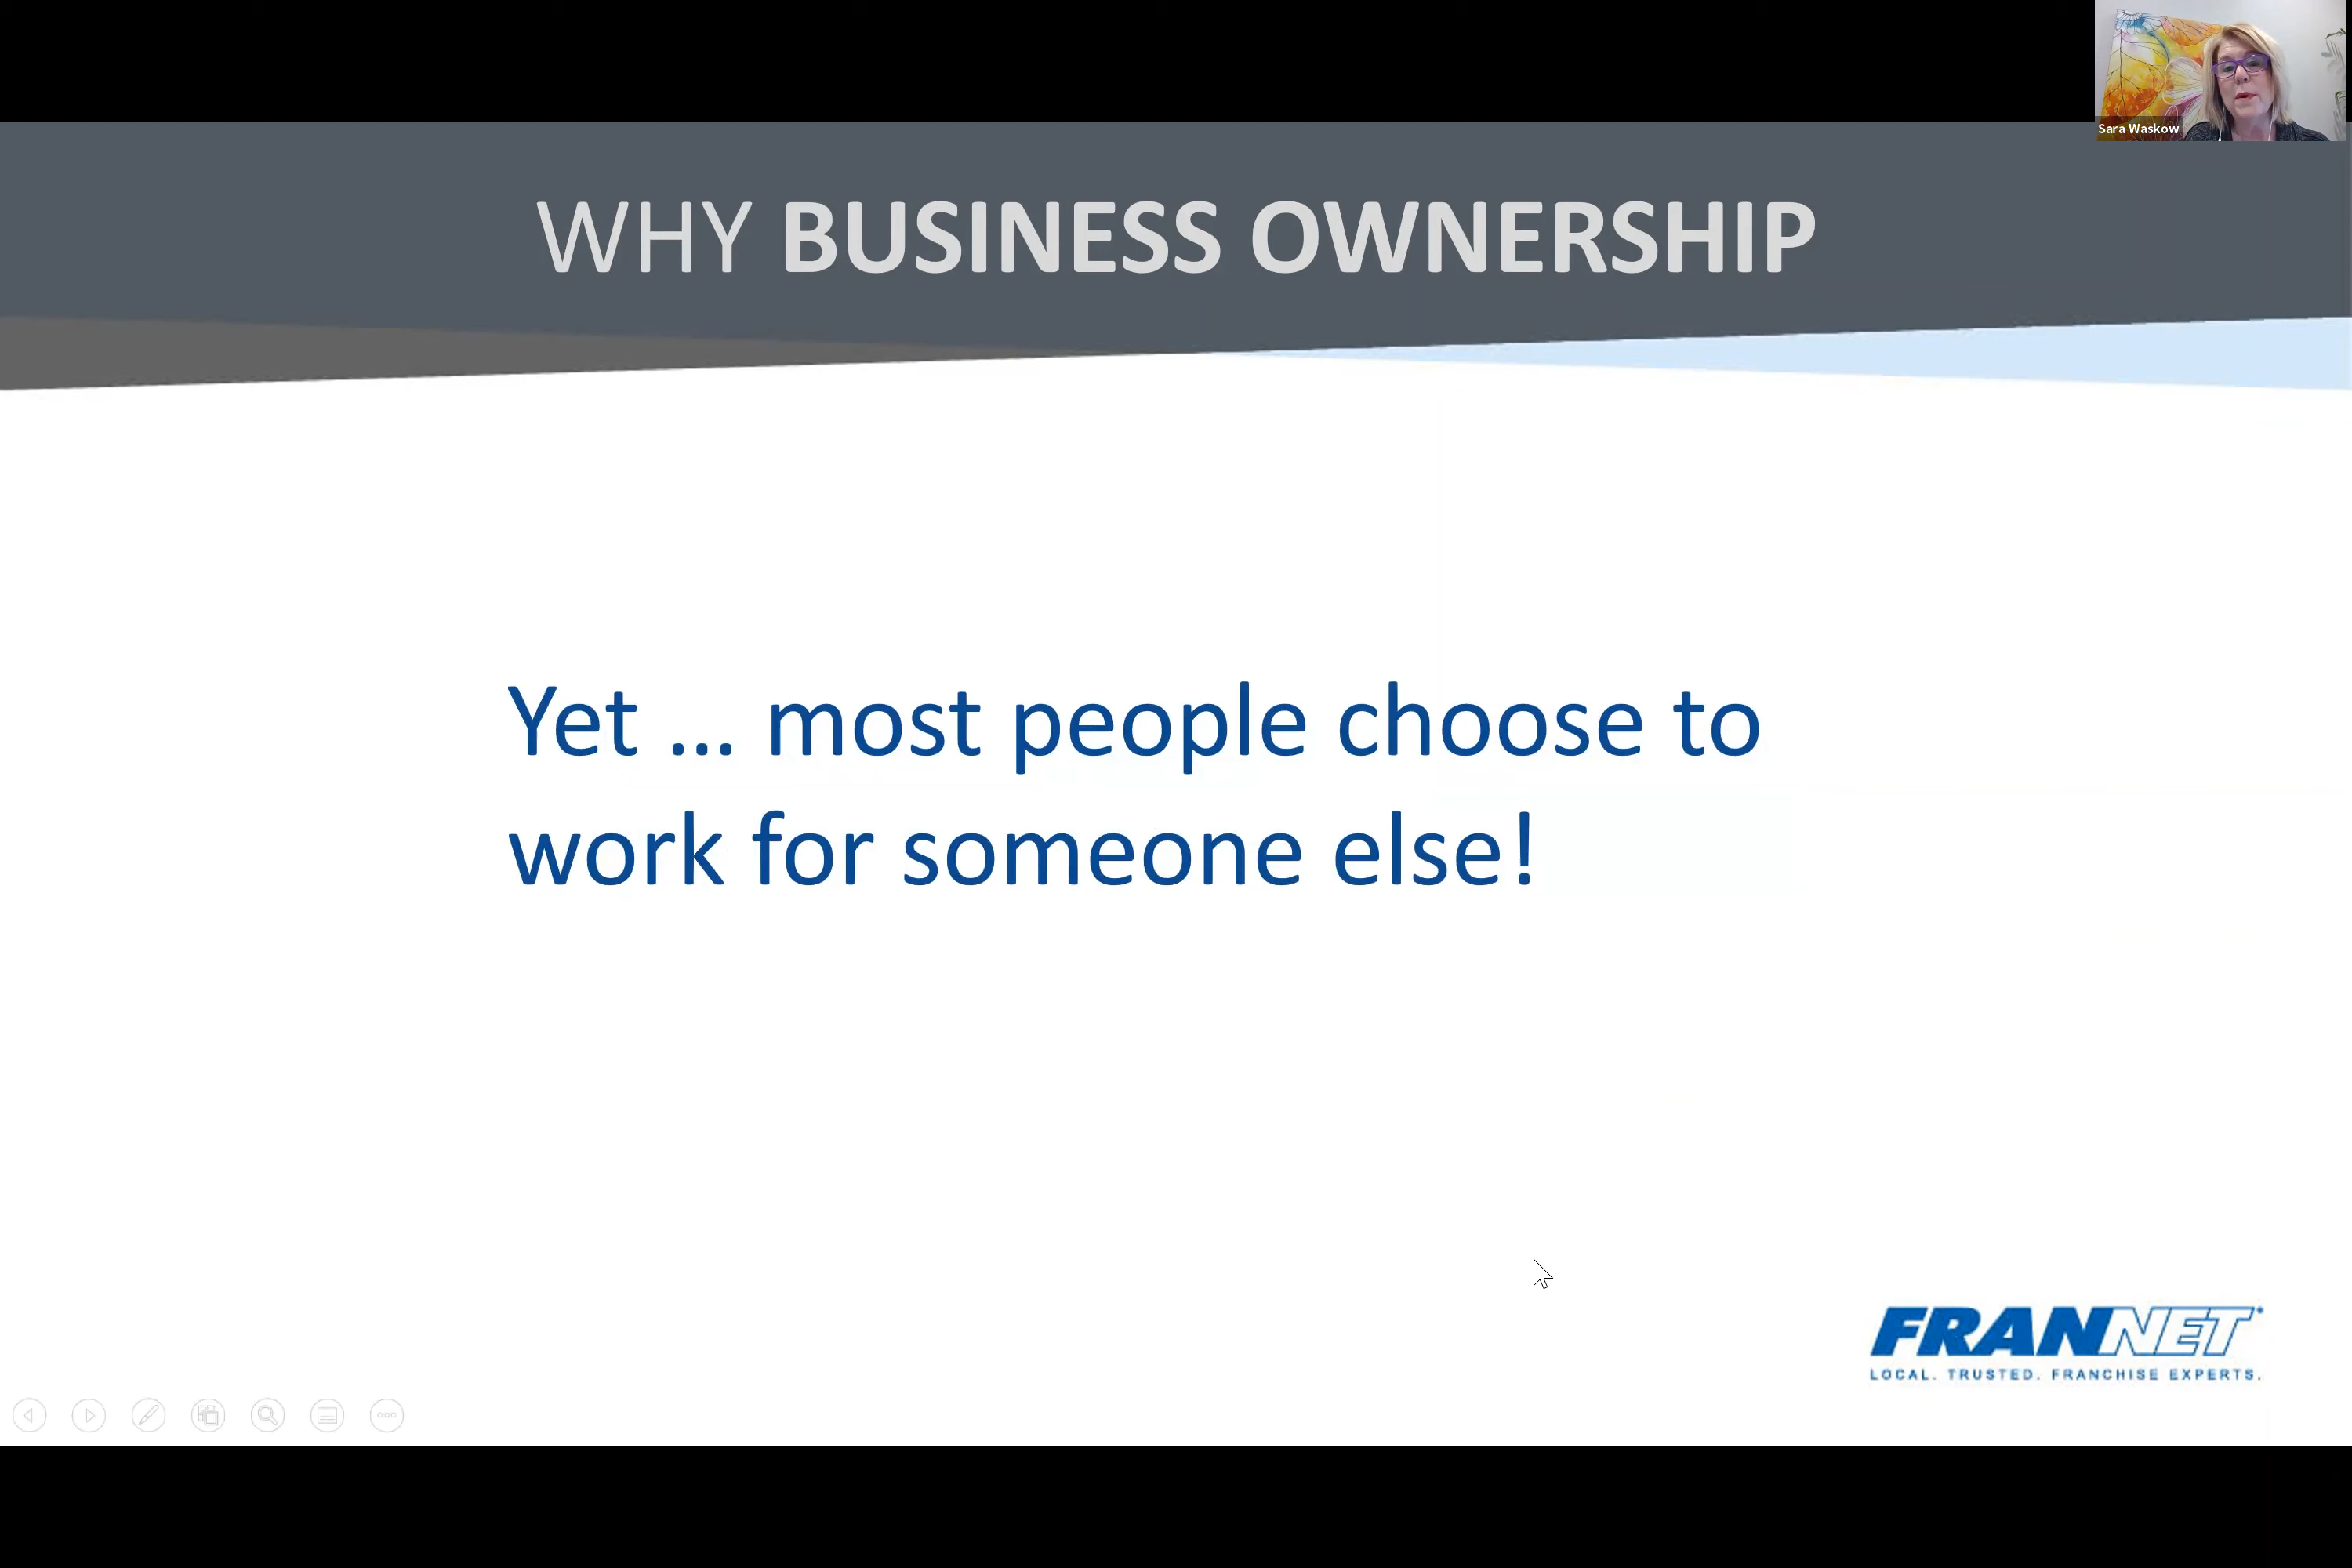 Sara Waskow
WHY BUSINESS OWNERSHIP
Yet ... most people choose to
work for someone else!
FRANNET
LOCAL. TRUSTED. FRANCHISE EXPERTS.